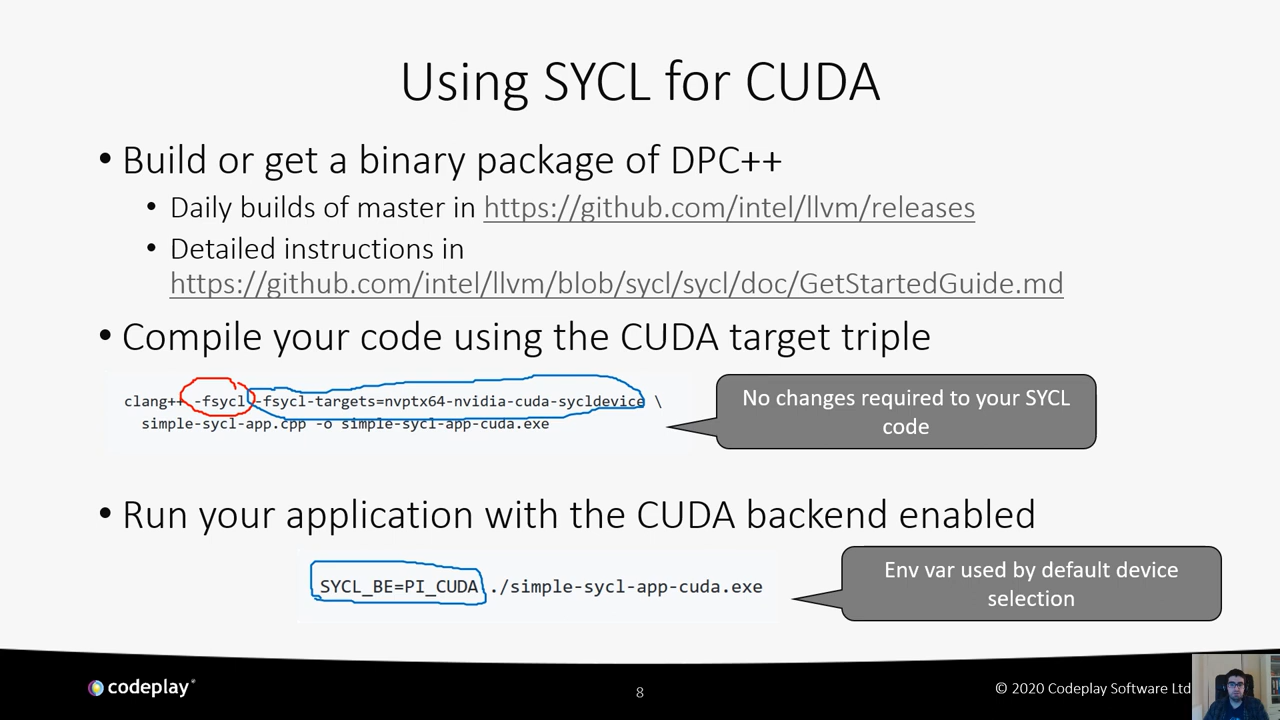 Using SYCL for CUDA
• Build or get a binary package of DPC++
• Daily builds of master in https://github.com/intel/llvm/releases
• Detailed instructions in
https://github.com/intel/llvm/blob/sycl/sycl/doc/GetStartedGuide.md
• Compile your code using the CUDA target triple
clang++ -fsycl -fsycl-targets=nvptx64-nvidia-cuda-sycldevice \
simple-sycl-app.cpp -o simple-sycl-app-cuda.exe
No changes required to your SYCL
code
• Run your application with the CUDA backend enabled
SYCL_BE=PI_CUDA ./simple-sycl-app-cuda.exe
Env var used by default device
selection
codeplay®
8
© 2020 Codeplay Software Ltd